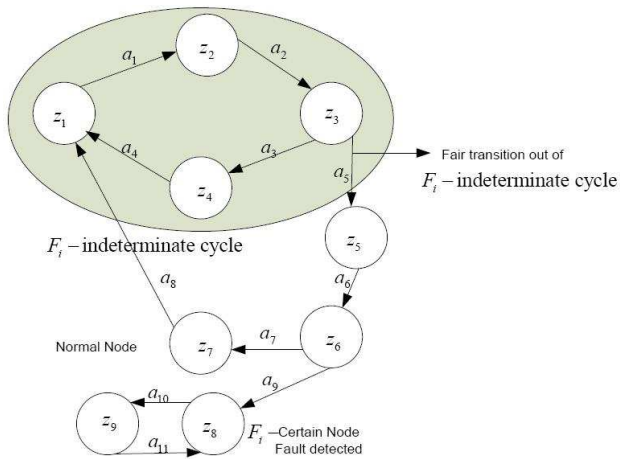 z2
a1
a2
z1
z3
a4
a3
z4
a5
Fair transition out of
Fi – indeterminate cycle
z5
Fi – indeterminate cycle
a8
a6
z6
a7
z7
Normal Node
a9
a10
z9
z8
a11
Fi –Certain Node
Fault detected